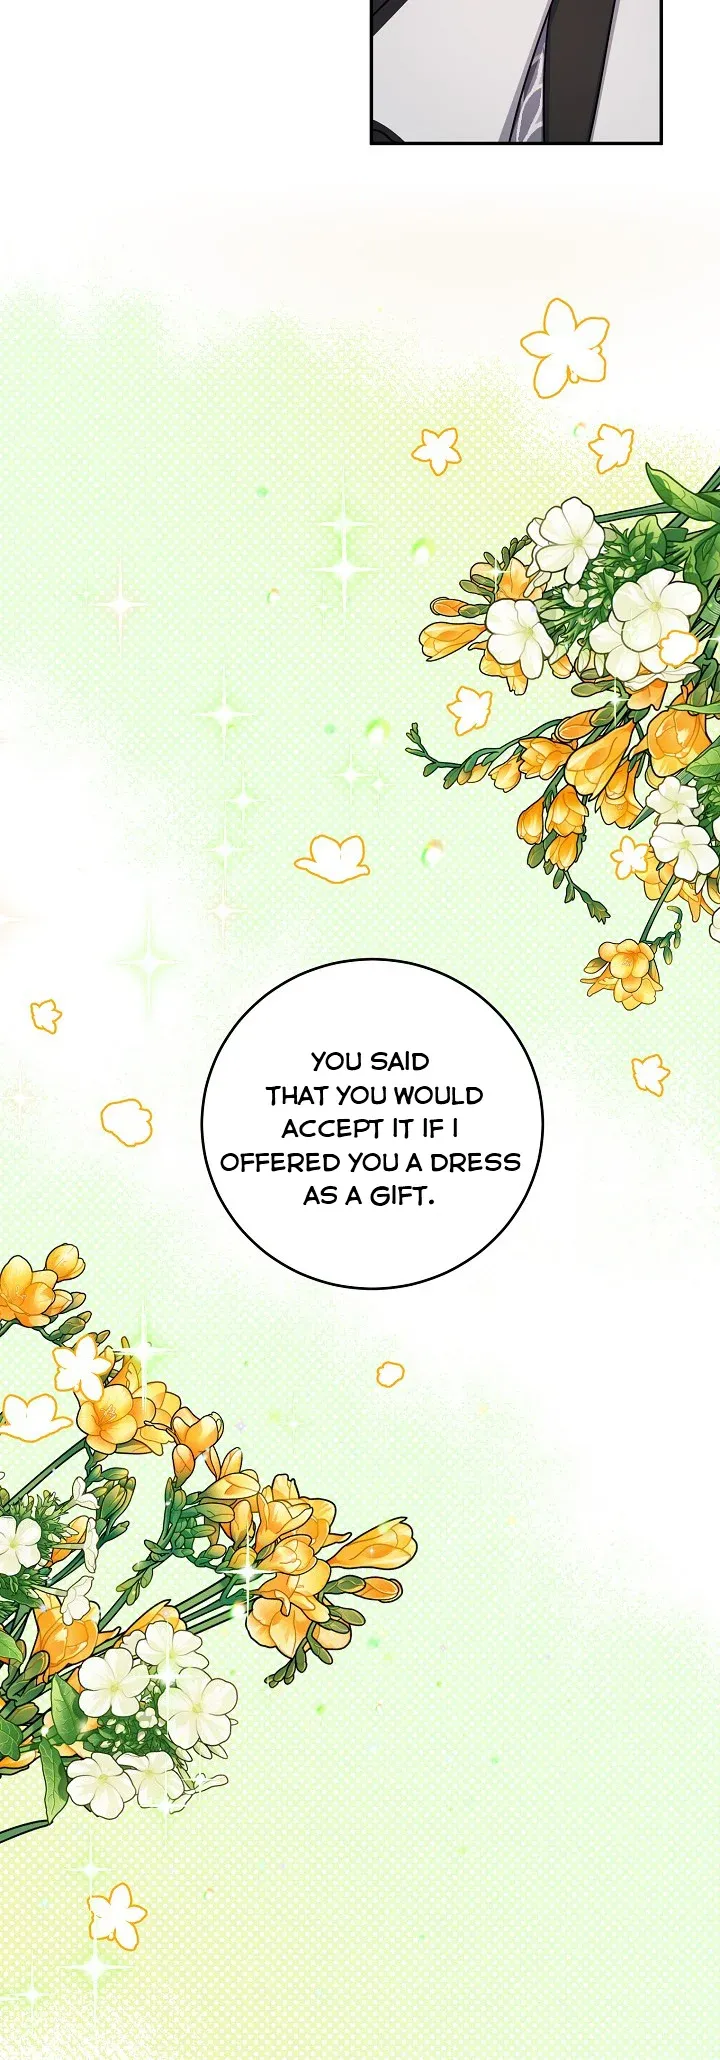 YOU SAID
THAT YOU WOULD
ACCEPT IT IF I
OFFERED YOU A DRESS
AS A GIFT.